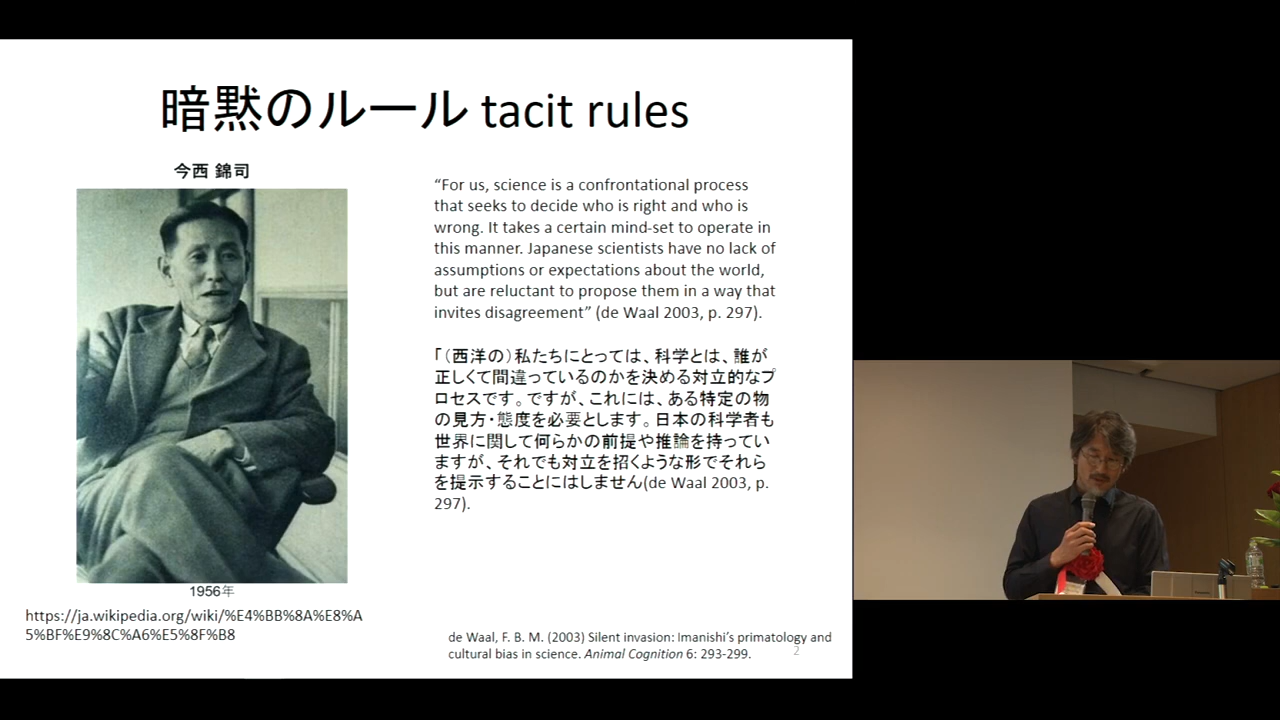 暗黙のルール tacit rules
今西 錦司
1956年
https://ja.wikipedia.org/wiki/%E4%BB%8A%E8%A
5%BF%E9%8C%A6%E5%8F%B8
“For us, science is a confrontational process
that seeks to decide who is right and who is
wrong. It takes a certain mind-set to operate in
this manner. Japanese scientists have no lack of
assumptions or expectations about the world,
but are reluctant to propose them in a way that
invites disagreement” (de Waal 2003, p. 297).
「（西洋の）私たちにとっては、科学とは、誰が
正しくて間違っているのかを決める対立的なプ
ロセスです。ですが、これには、ある特定の物
の見方・態度を必要とします。日本の科学者も
世界に関して何らかの前提や推論を持ってい
ますが、それでも対立を招くような形でそれら
を提示することにはしません(de Waal 2003, p.
297).
de Waal, F. B. M. (2003) Silent invasion: Imanishi’s primatology and
cultural bias in science. Animal Cognition 6: 293-299.
2